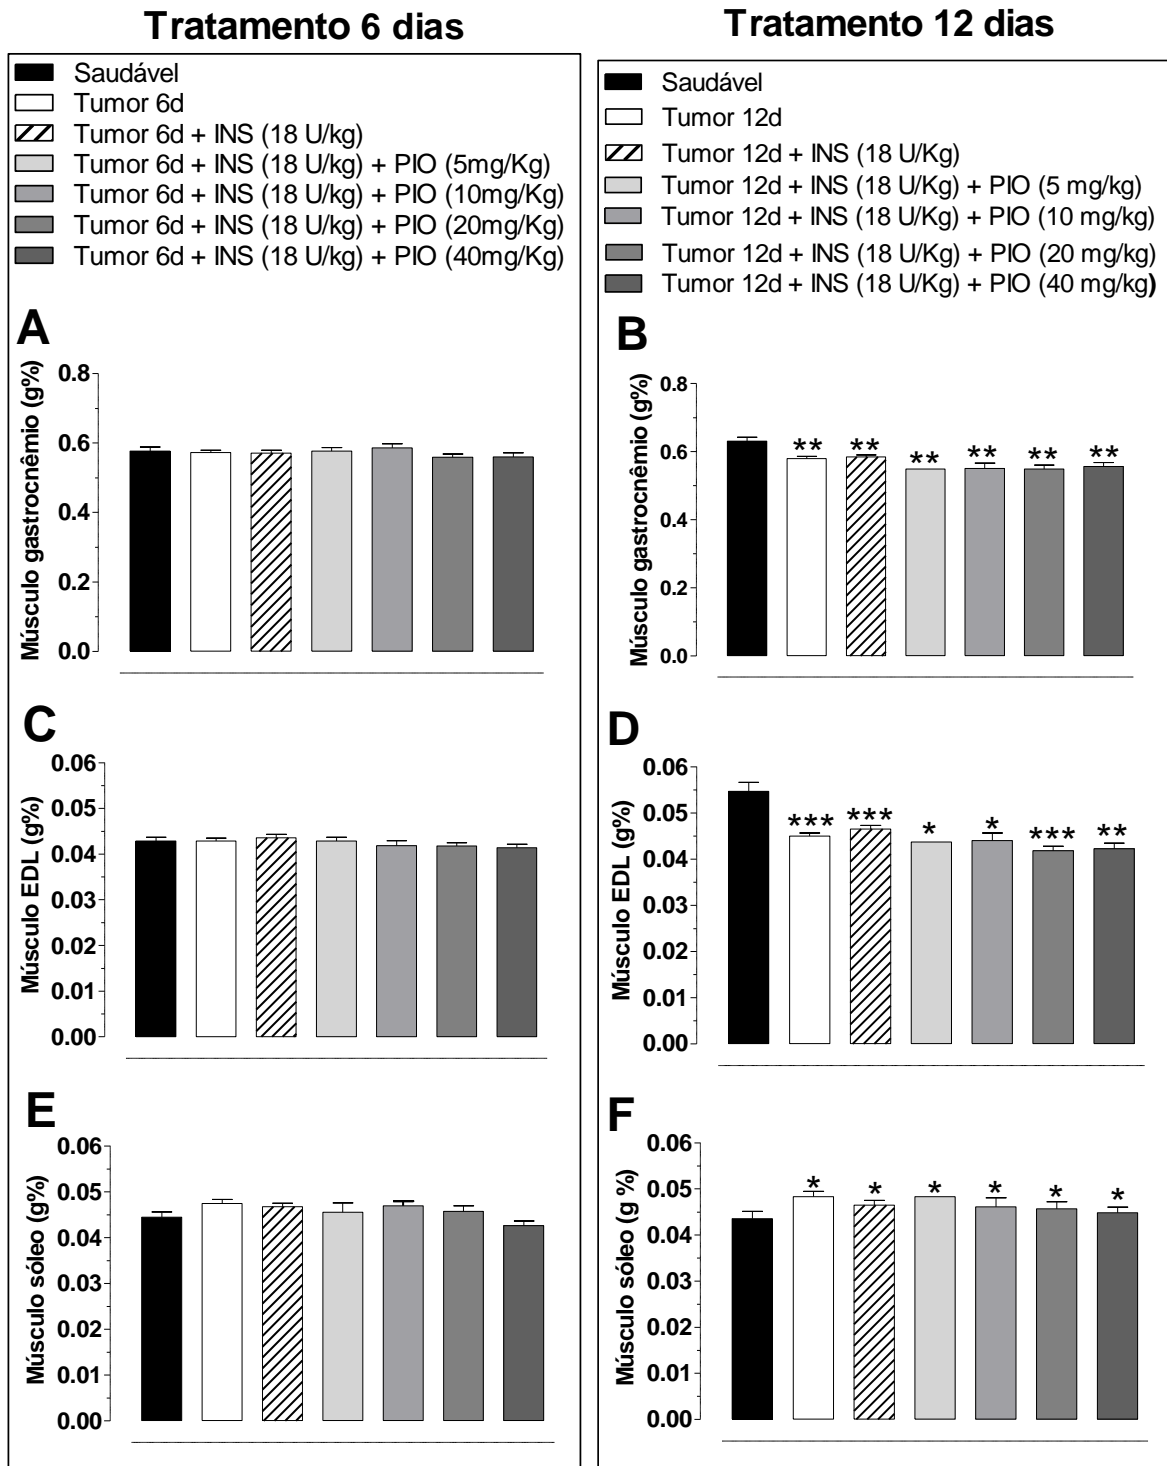 Tratamento 6 dias
Saudável
Tumor 6d
Tumor 6d + INS (18 U/kg)
Tumor 6d + INS (18 U/kg) + PIO (5mg/Kg)
Tumor 6d + INS (18 U/kg) + PIO (10mg/Kg)
Tumor 6d + INS (18 U/kg) + PIO (20mg/Kg)
Tumor 6d + INS (18 U/kg) + PIO (40mg/Kg)
Tratamento 12 dias
Saudável
Tumor 12d
Tumor 12d + INS (18 U/Kg)
Tumor 12d + INS (18 U/Kg) + PIO (5 mg/kg)
Tumor 12d + INS (18 U/Kg) + PIO (10 mg/kg)
Tumor 12d + INS (18 U/Kg) + PIO (20 mg/kg)
Tumor 12d + INS (18 U/Kg) + PIO (40 mg/kg)
A
Músculo gastrocnêmio (g%)
0.8
0.6
0.4
0.2
0.0
B
Músculo gastrocnêmio (g%)
0.8
0.6
0.4
0.2
0.0
** ** ** ** ** **
C
Músculo EDL (g%)
0.06
0.05
0.04
0.03
0.02
0.01
0.00
D
Músculo EDL (g%)
0.06
0.05
0.04
0.03
0.02
0.01
0.00
*** *** * * *** **
E
Músculo sóleo (g%)
0.06
0.05
0.04
0.03
0.02
0.01
0.00
F
Músculo sóleo (g %)
0.06
0.05
0.04
0.03
0.02
0.01
0.00
* * * * * *